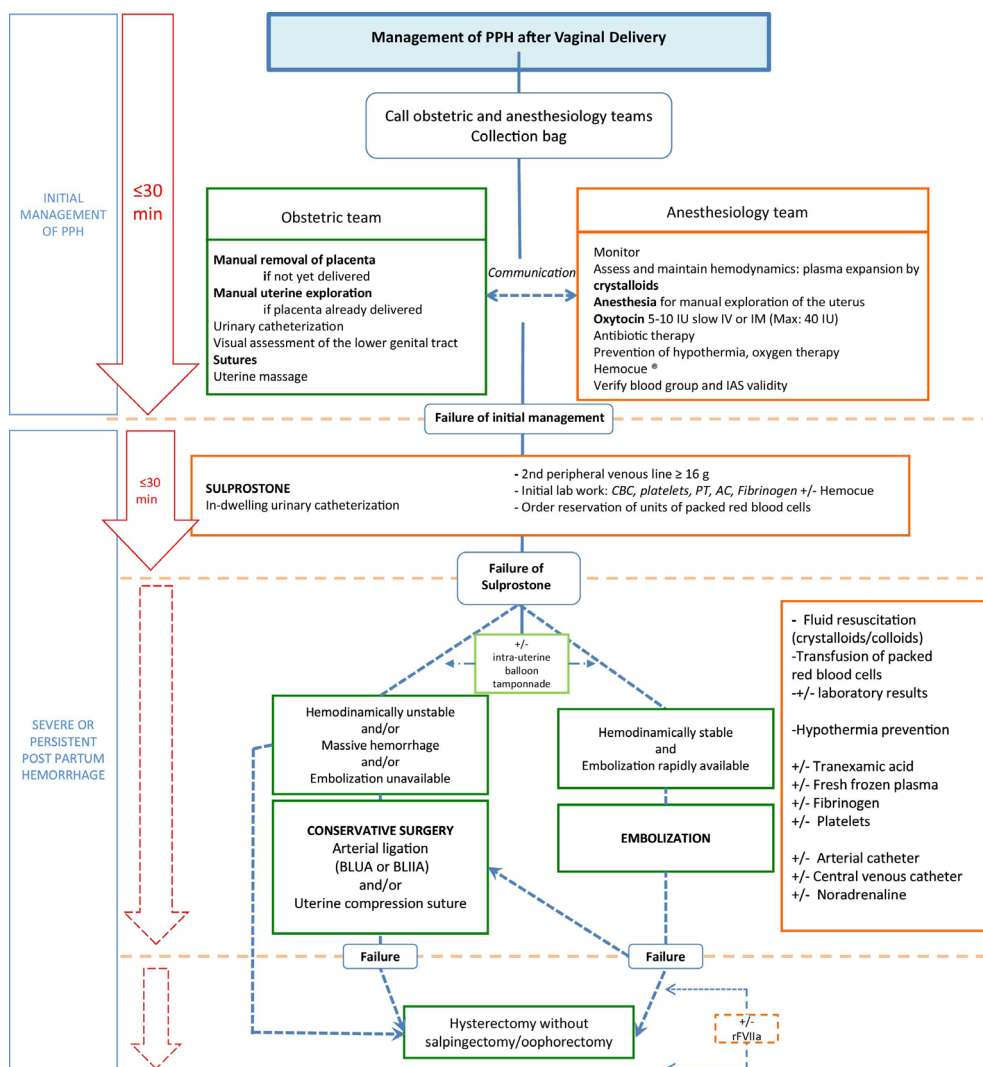 Management of PPH after Vaginal Delivery
Call obstetric and anesthesiology teams
Collection bag
INITIAL
MANAGEMENT
OF PPH
≤30
min
Obstetric team
Manual removal of placenta
if not yet delivered
Manual uterine exploration
if placenta already delivered
Urinary catheterization
Visual assessment of the lower genital tract
Sutures
Uterine massage
Communication
Anesthesiology team
Monitor
Assess and maintain hemodynamics: plasma expansion by
crystalloids
Anesthesia for manual exploration of the uterus
Oxytocin 5-10 IU slow IV or IM (Max: 40 IU)
Antibiotic therapy
Prevention of hypothermia, oxygen therapy
Hemocue ®
Verify blood group and IAS validity
Failure of initial management
≤30
min
SULPROSTONE
In-dwelling urinary catheterization
- 2nd peripheral venous line ≥ 16 g
- Initial lab work: CBC, platelets, PT, AC, Fibrinogen +/- Hemocue
- Order reservation of units of packed red blood cells
Failure of
Sulprostone
+/-
intra-uterine
balloon
tamponnade
SEVERE OR
PERSISTENT
POST PARTUM
HEMORRHAGE
Hemodinamically unstable
and/or
Massive hemorrhage
and/or
Embolization unavailable
Hemodinamically stable
and
Embolization rapidly available
CONSERVATIVE SURGERY
Arterial ligation
(BLUA or BLIIA)
and/or
Uterine compression suture
EMBOLIZATION
- Fluid resuscitation
(crystalloids/colloids)
-Transfusion of packed
red blood cells
-+/- laboratory results
-Hypothermia prevention
+/- Tranexamic acid
+/- Fresh frozen plasma
+/- Fibrinogen
+/- Platelets
+/- Arterial catheter
+/- Central venous catheter
+/- Noradrenaline
Failure
Failure
Hysterectomy without
salpingectomy/oophorectomy
+/-
rFVIIa